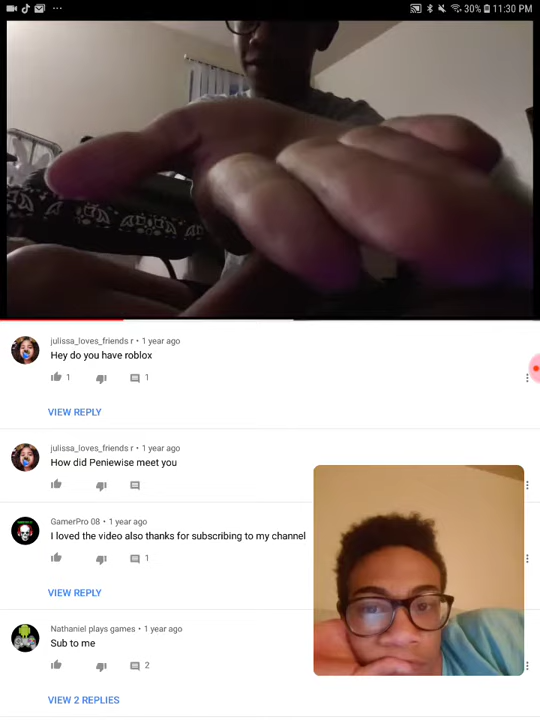 30% 11:30 PM
julissa_loves_friends r • 1 year ago
Hey do you have roblox
1 1
VIEW REPLY
julissa_loves_friends r • 1 year ago
How did Peniewise meet you
GamerPro 08 • 1 year ago
I loved the video also thanks for subscribing to my channel
1
VIEW REPLY
Nathaniel plays games • 1 year ago
Sub to me
2
VIEW 2 REPLIES